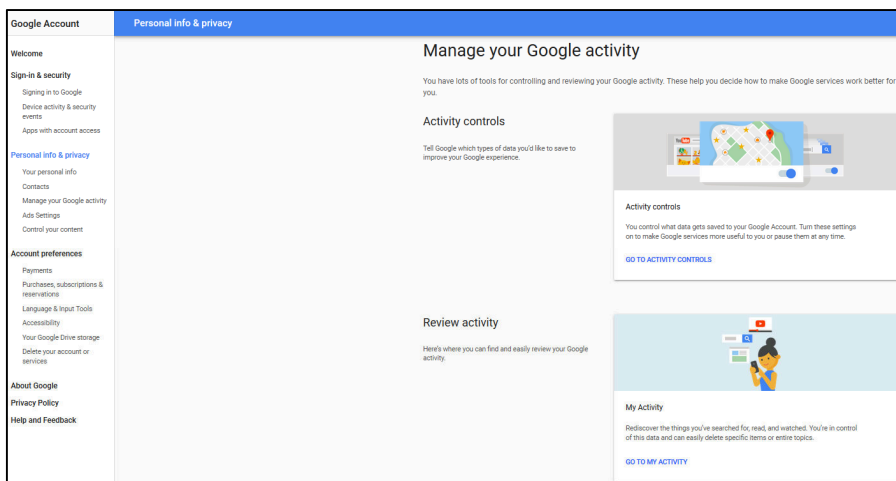 Google Account
Personal info & privacy
Welcome
Sign-in & security
Signing in to Google
Device activity & security
events
Apps with account access
Personal info & privacy
Your personal info
Contacts
Manage your Google activity
Ads Settings
Control your content
Account preferences
Payments
Purchases, subscriptions &
reservations
Language & Input Tools
Accessibility
Your Google Drive storage
Delete your account or
services
About Google
Privacy Policy
Help and Feedback
Manage your Google activity
You have lots of tools for controlling and reviewing your Google activity. These help you decide how to make Google services work better for
you.
Activity controls
Tell Google which types of data you'd like to save to
improve your Google experience.
Activity controls
You control what data gets saved to your Google Account. Turn these settings
on to make Google services more useful to you or pause them at any time.
GO TO ACTIVITY CONTROLS
Review activity
Here's where you can find and easily review your Google
activity.
My Activity
Rediscover the things you've searched for, read, and watched. You're in control
of this data and can easily delete specific items or entire topics.
GO TO MY ACTIVITY